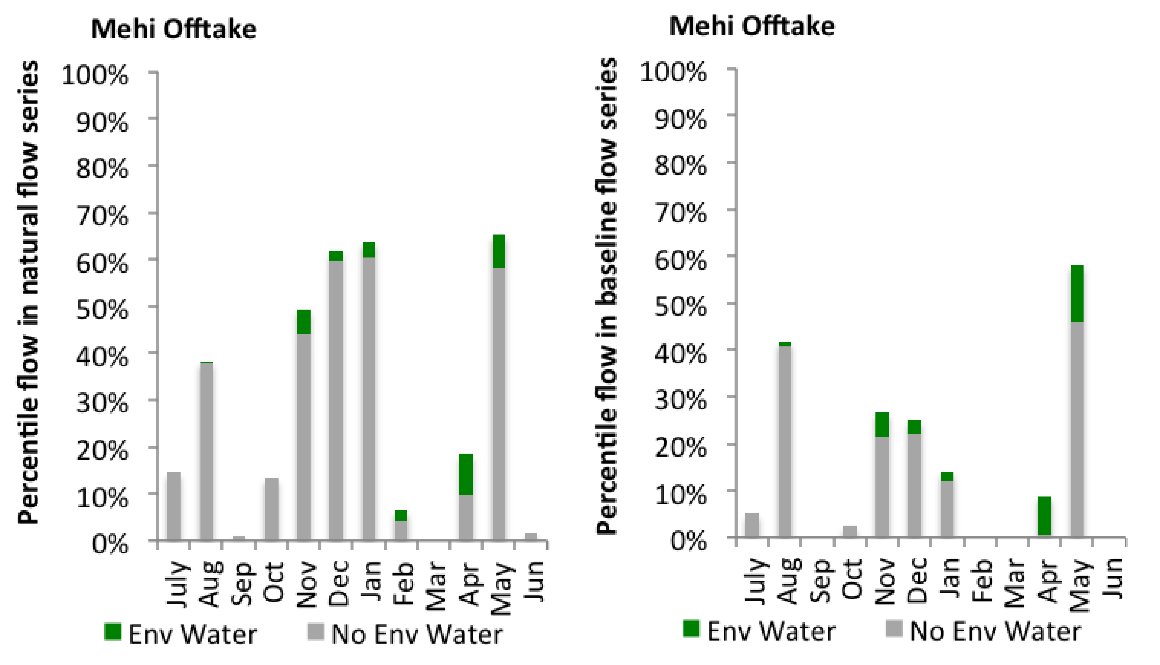 Mehi Offtake
Percentile flow in natural flow series
100%
90%
80%
70%
60%
50%
40%
30%
20%
10%
0%
July Aug Sep Oct Nov Dec Jan Feb Mar Apr May Jun
Env Water No Env Water
Mehi Offtake
Percentile flow in baseline flow series
100%
90%
80%
70%
60%
50%
40%
30%
20%
10%
0%
July Aug Sep Oct Nov Dec Jan Feb Mar Apr May Jun
Env Water No Env Water